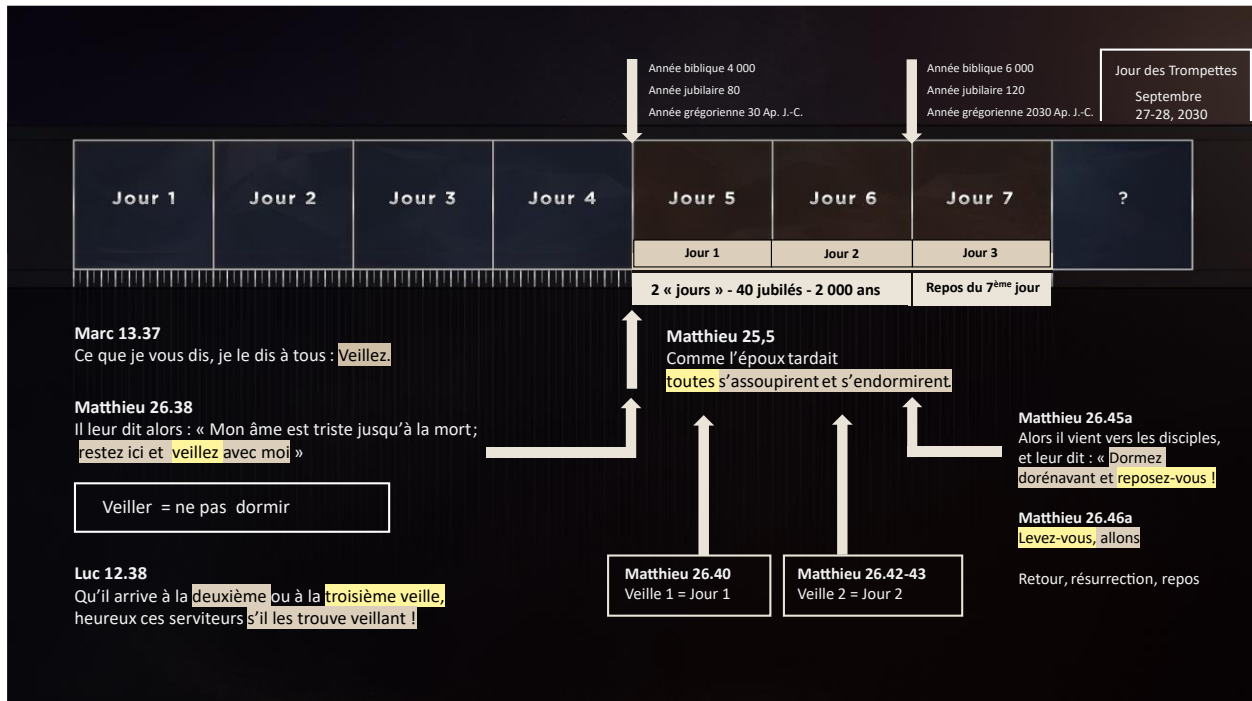 Année biblique 4 000
Année jubilaire 80
Année grégorienne 30 Ap. J.-C.
Année biblique 6 000
Année jubilaire 120
Année grégorienne 2030 Ap. J.-C.
Jour des Trompettes
Septembre
27-28, 2030
Jour 1
Jour 2
Jour 3
Jour 4
Jour 5
Jour 6
Jour 7
?
Jour 1
Jour 2
Jour 3
2 « jours » - 40 jubilés - 2 000 ans
Repos du 7ème jour
Marc 13.37
Ce que je vous dis, je le dis à tous : Veillez.
Matthieu 26.38
Il leur dit alors : « Mon âme est triste jusqu’à la mort;
restez ici et veillez avec moi »
Veiller = ne pas dormir
Luc 12.38
Qu’il arrive à la deuxième ou à la troisième veille,
heureux ces serviteurs s’il les trouve veillant !
Matthieu 25,5
Comme l’époux tardait
toutes s’assoupirent et s’endormirent.
Matthieu 26.40
Veille 1 = Jour 1
Matthieu 26.42-43
Veille 2 = Jour 2
Matthieu 26.45a
Alors il vient vers les disciples,
et leur dit : « Dormez
dorénavant et reposez-vous !
Matthieu 26.46a
Levez-vous, allons
Retour, résurrection, repos